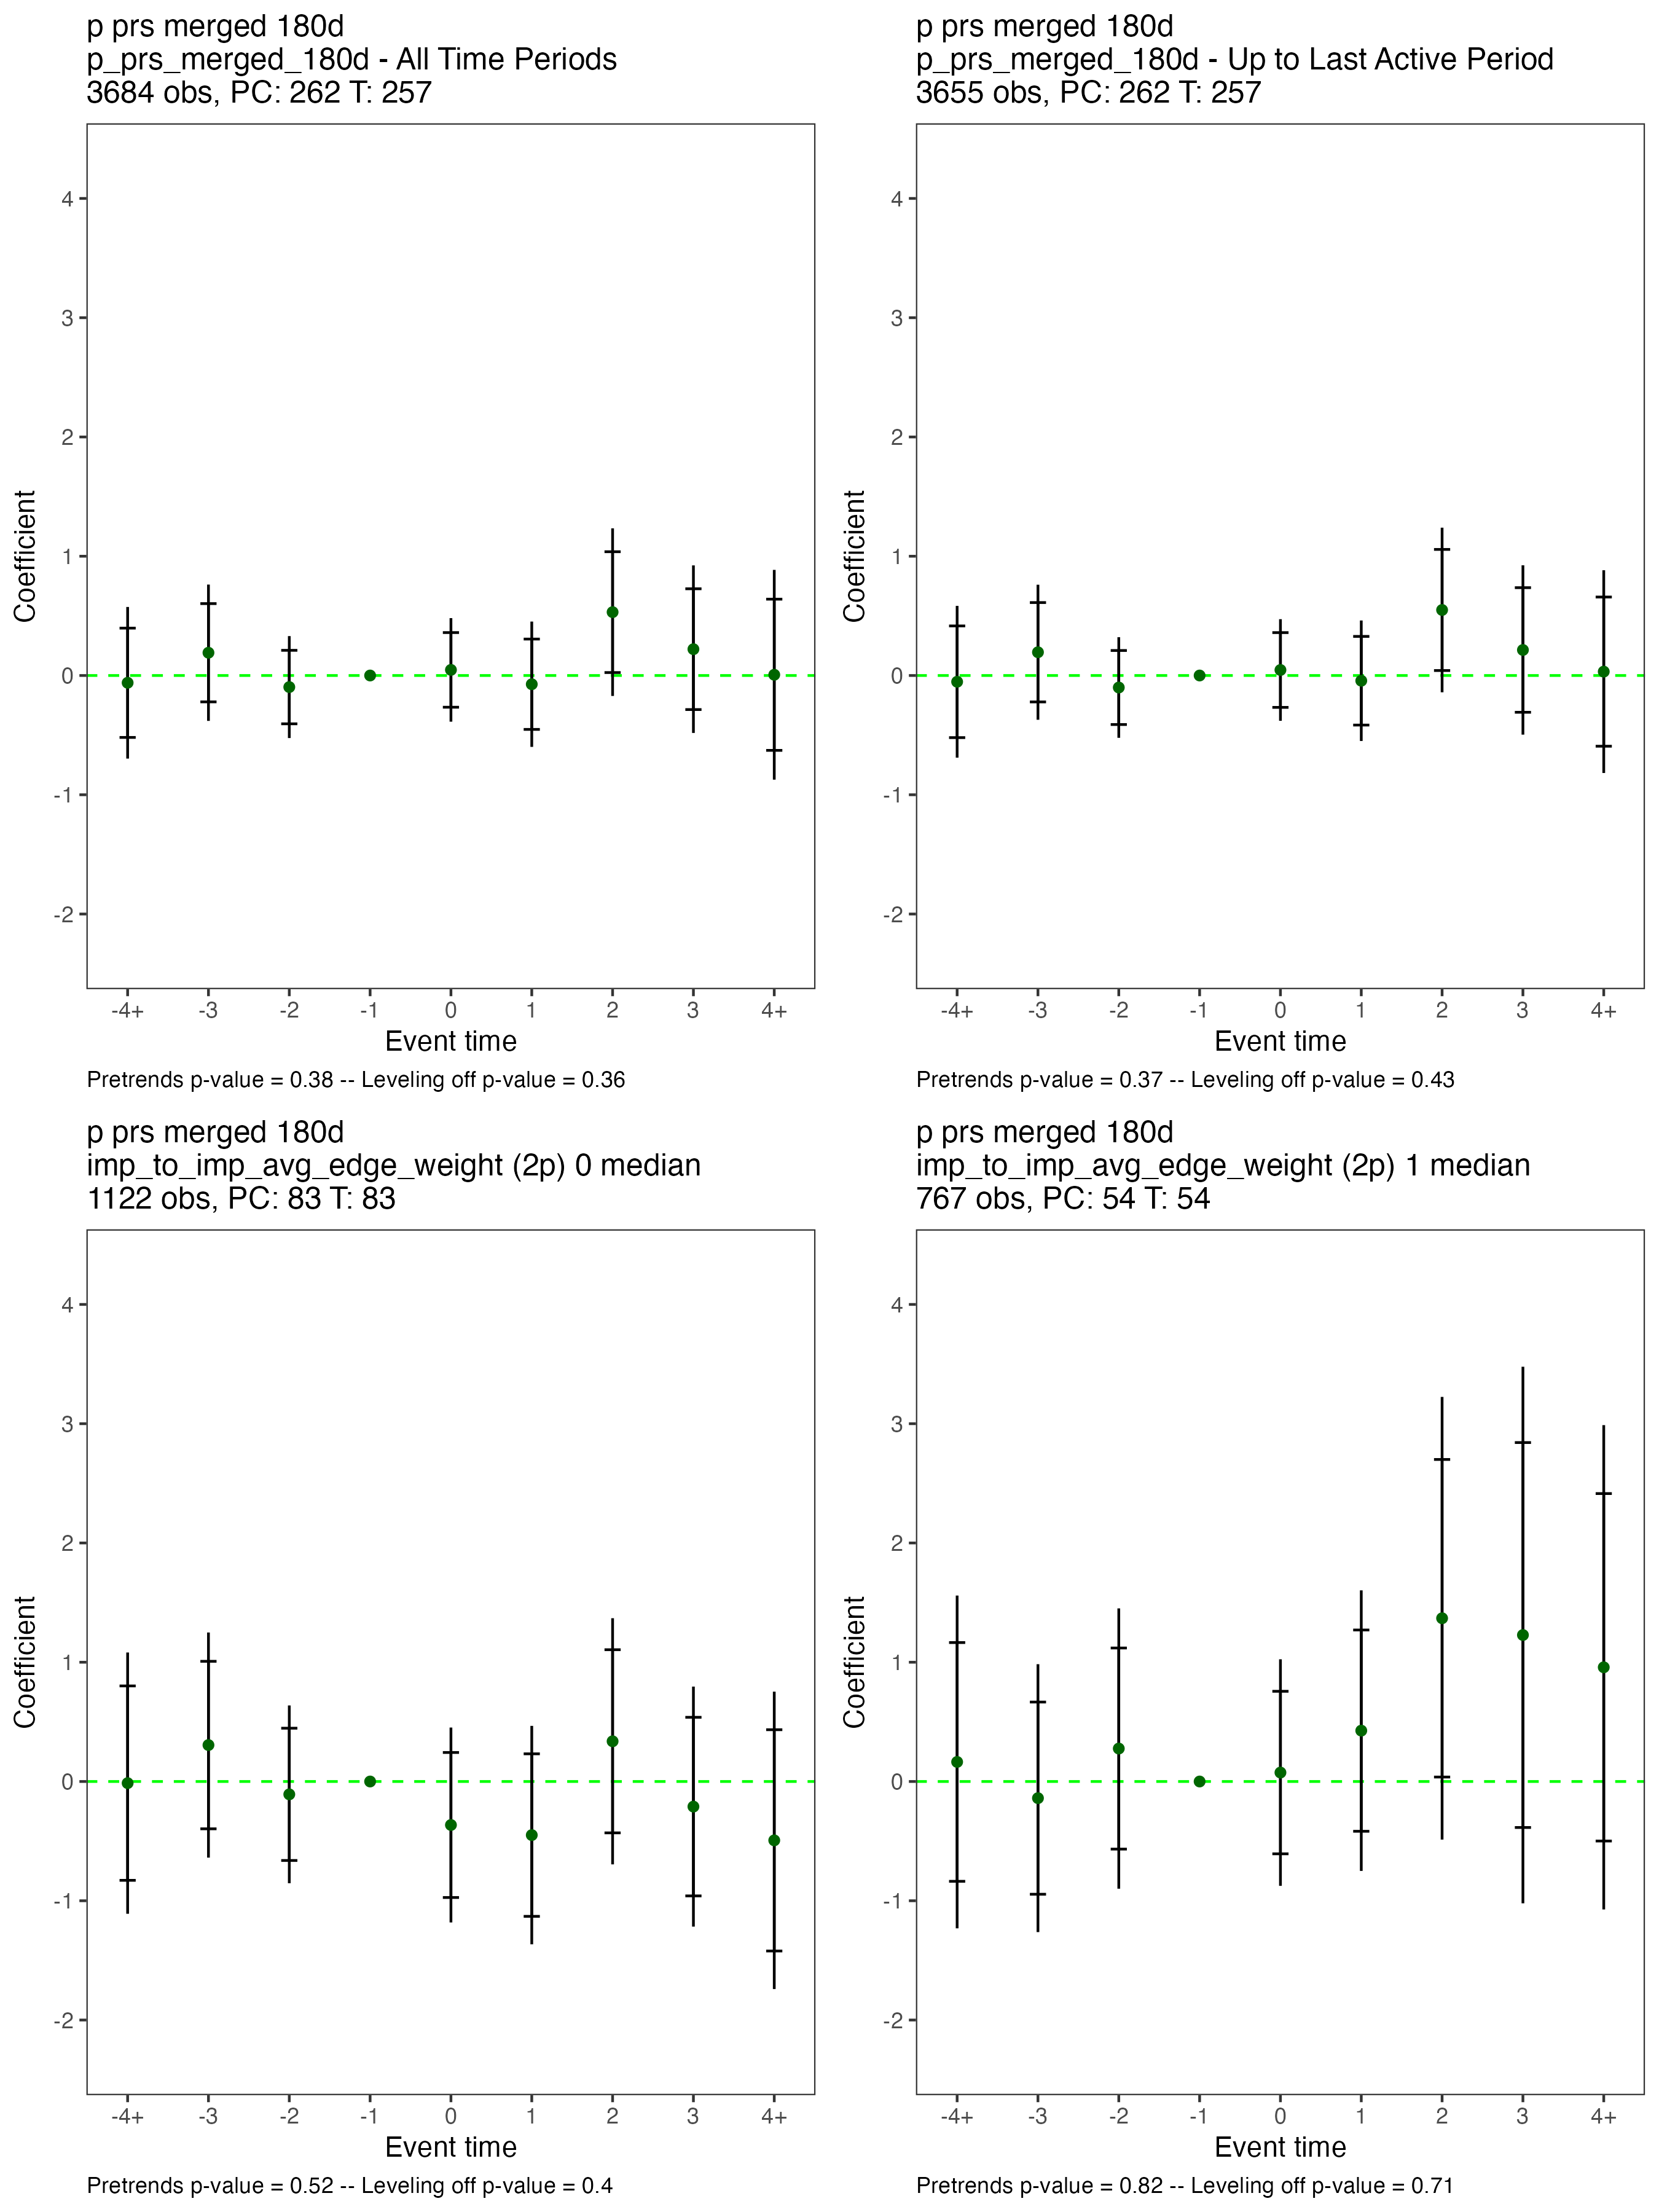 p prs merged 180d
p_prs_merged_180d - All Time Periods
3684 obs, PC: 262 T: 257
Coefficient
4
3
2
1
0
-1
-2
-4+ -3 -2 -1 0 1 2 3 4+
Event time
Pretrends p-value = 0.38 -- Leveling off p-value = 0.36
p prs merged 180d
p_prs_merged_180d - Up to Last Active Period
3655 obs, PC: 262 T: 257
Coefficient
4
3
2
1
0
-1
-2
-4+ -3 -2 -1 0 1 2 3 4+
Event time
Pretrends p-value = 0.37 -- Leveling off p-value = 0.43
p prs merged 180d
imp_to_imp_avg_edge_weight (2p) 0 median
1122 obs, PC: 83 T: 83
Coefficient
4
3
2
1
0
-1
-2
-4+ -3 -2 -1 0 1 2 3 4+
Event time
Pretrends p-value = 0.52 -- Leveling off p-value = 0.4
p prs merged 180d
imp_to_imp_avg_edge_weight (2p) 1 median
767 obs, PC: 54 T: 54
Coefficient
4
3
2
1
0
-1
-2
-4+ -3 -2 -1 0 1 2 3 4+
Event time
Pretrends p-value = 0.82 -- Leveling off p-value = 0.71